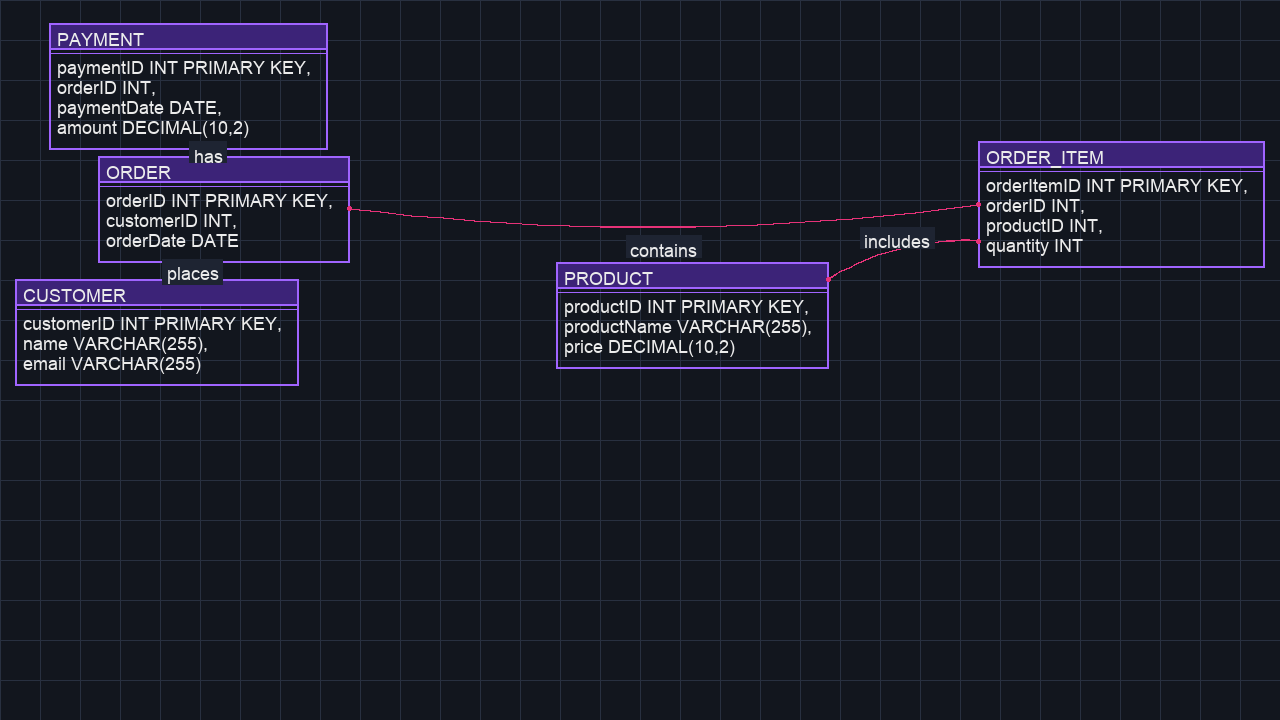 PAYMENT
paymentID INT PRIMARY KEY,
orderID INT,
paymentDate DATE,
amount DECIMAL(10,2)
has
ORDER
orderID INT PRIMARY KEY,
customerID INT,
orderDate DATE
places
CUSTOMER
customerID INT PRIMARY KEY,
name VARCHAR(255),
email VARCHAR(255)
contains
PRODUCT
productID INT PRIMARY KEY,
productName VARCHAR(255),
price DECIMAL(10,2)
includes
ORDER_ITEM
orderItemID INT PRIMARY KEY,
orderID INT,
productID INT,
quantity INT